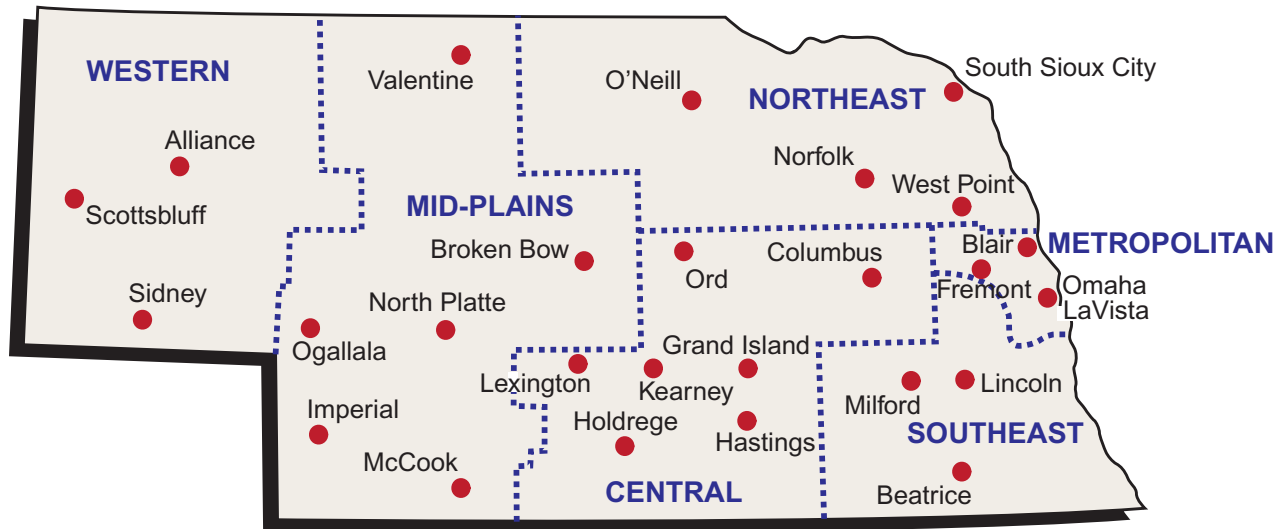 South Sioux City
WESTERN
Valentine
O’Neill
NORTHEAST
Alliance
Norfolk
West Point
Scottsbluff
MID-PLAINS
Broken Bow
Ord
Columbus
Blair
METROPOLITAN
Sidney
North Platte
Fremont
Omaha
LaVista
Ogallala
Lexington
Grand Island
Kearney
Milford
Lincoln
Imperial
Holdrege
Hastings
SOUTHEAST
McCook
CENTRAL
Beatrice